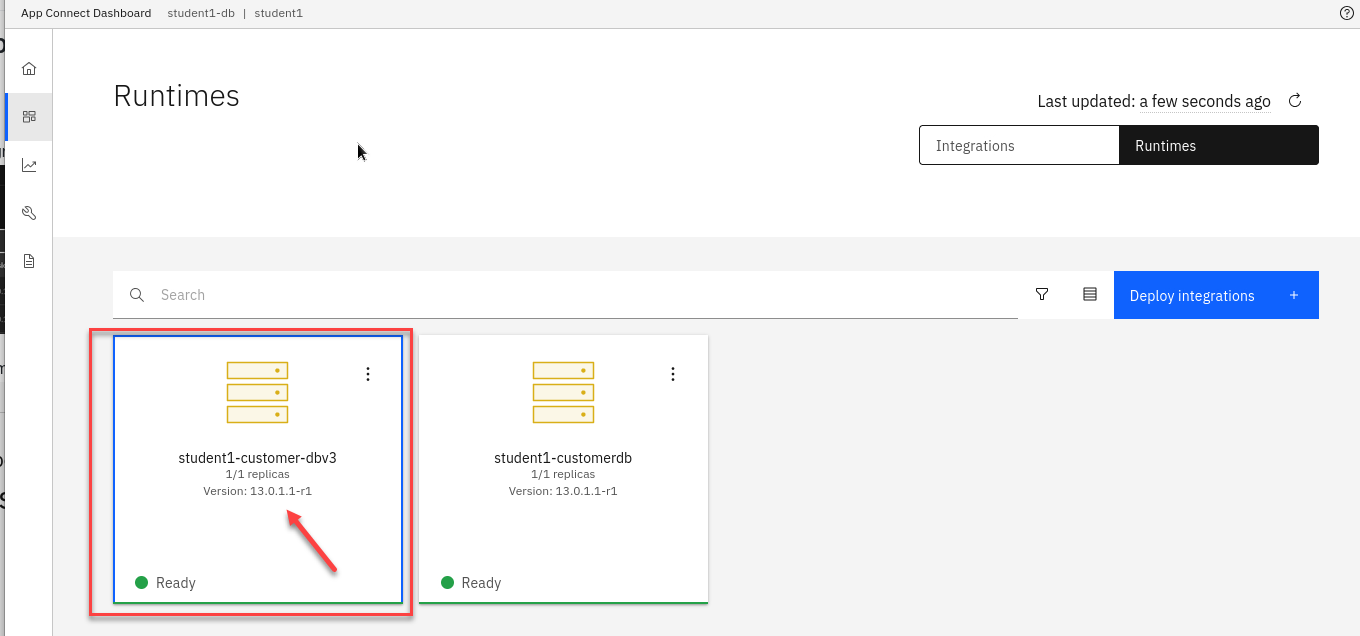 App Connect Dashboard student1-db | student1
Runtimes
Last updated: a few seconds ago
Integrations
Runtimes
Search
Deploy integrations +
student1-customer-dbv3
1/1 replicas
Version: 13.0.1.1-r1
Ready
student1-customerdb
1/1 replicas
Version: 13.0.1.1-r1
Ready